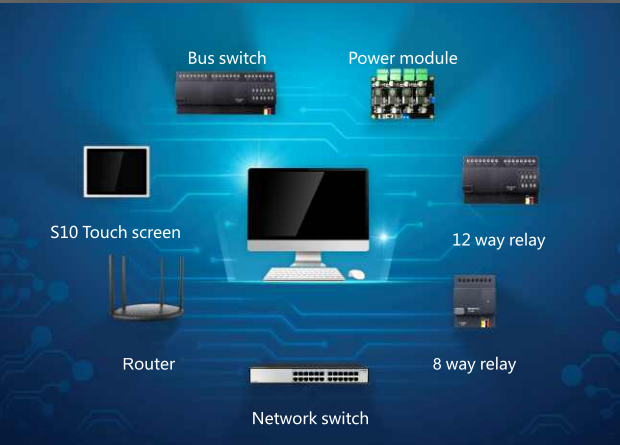 Bus switch
Power module
S10 Touch screen
12 way relay
Router
8 way relay
Network switch